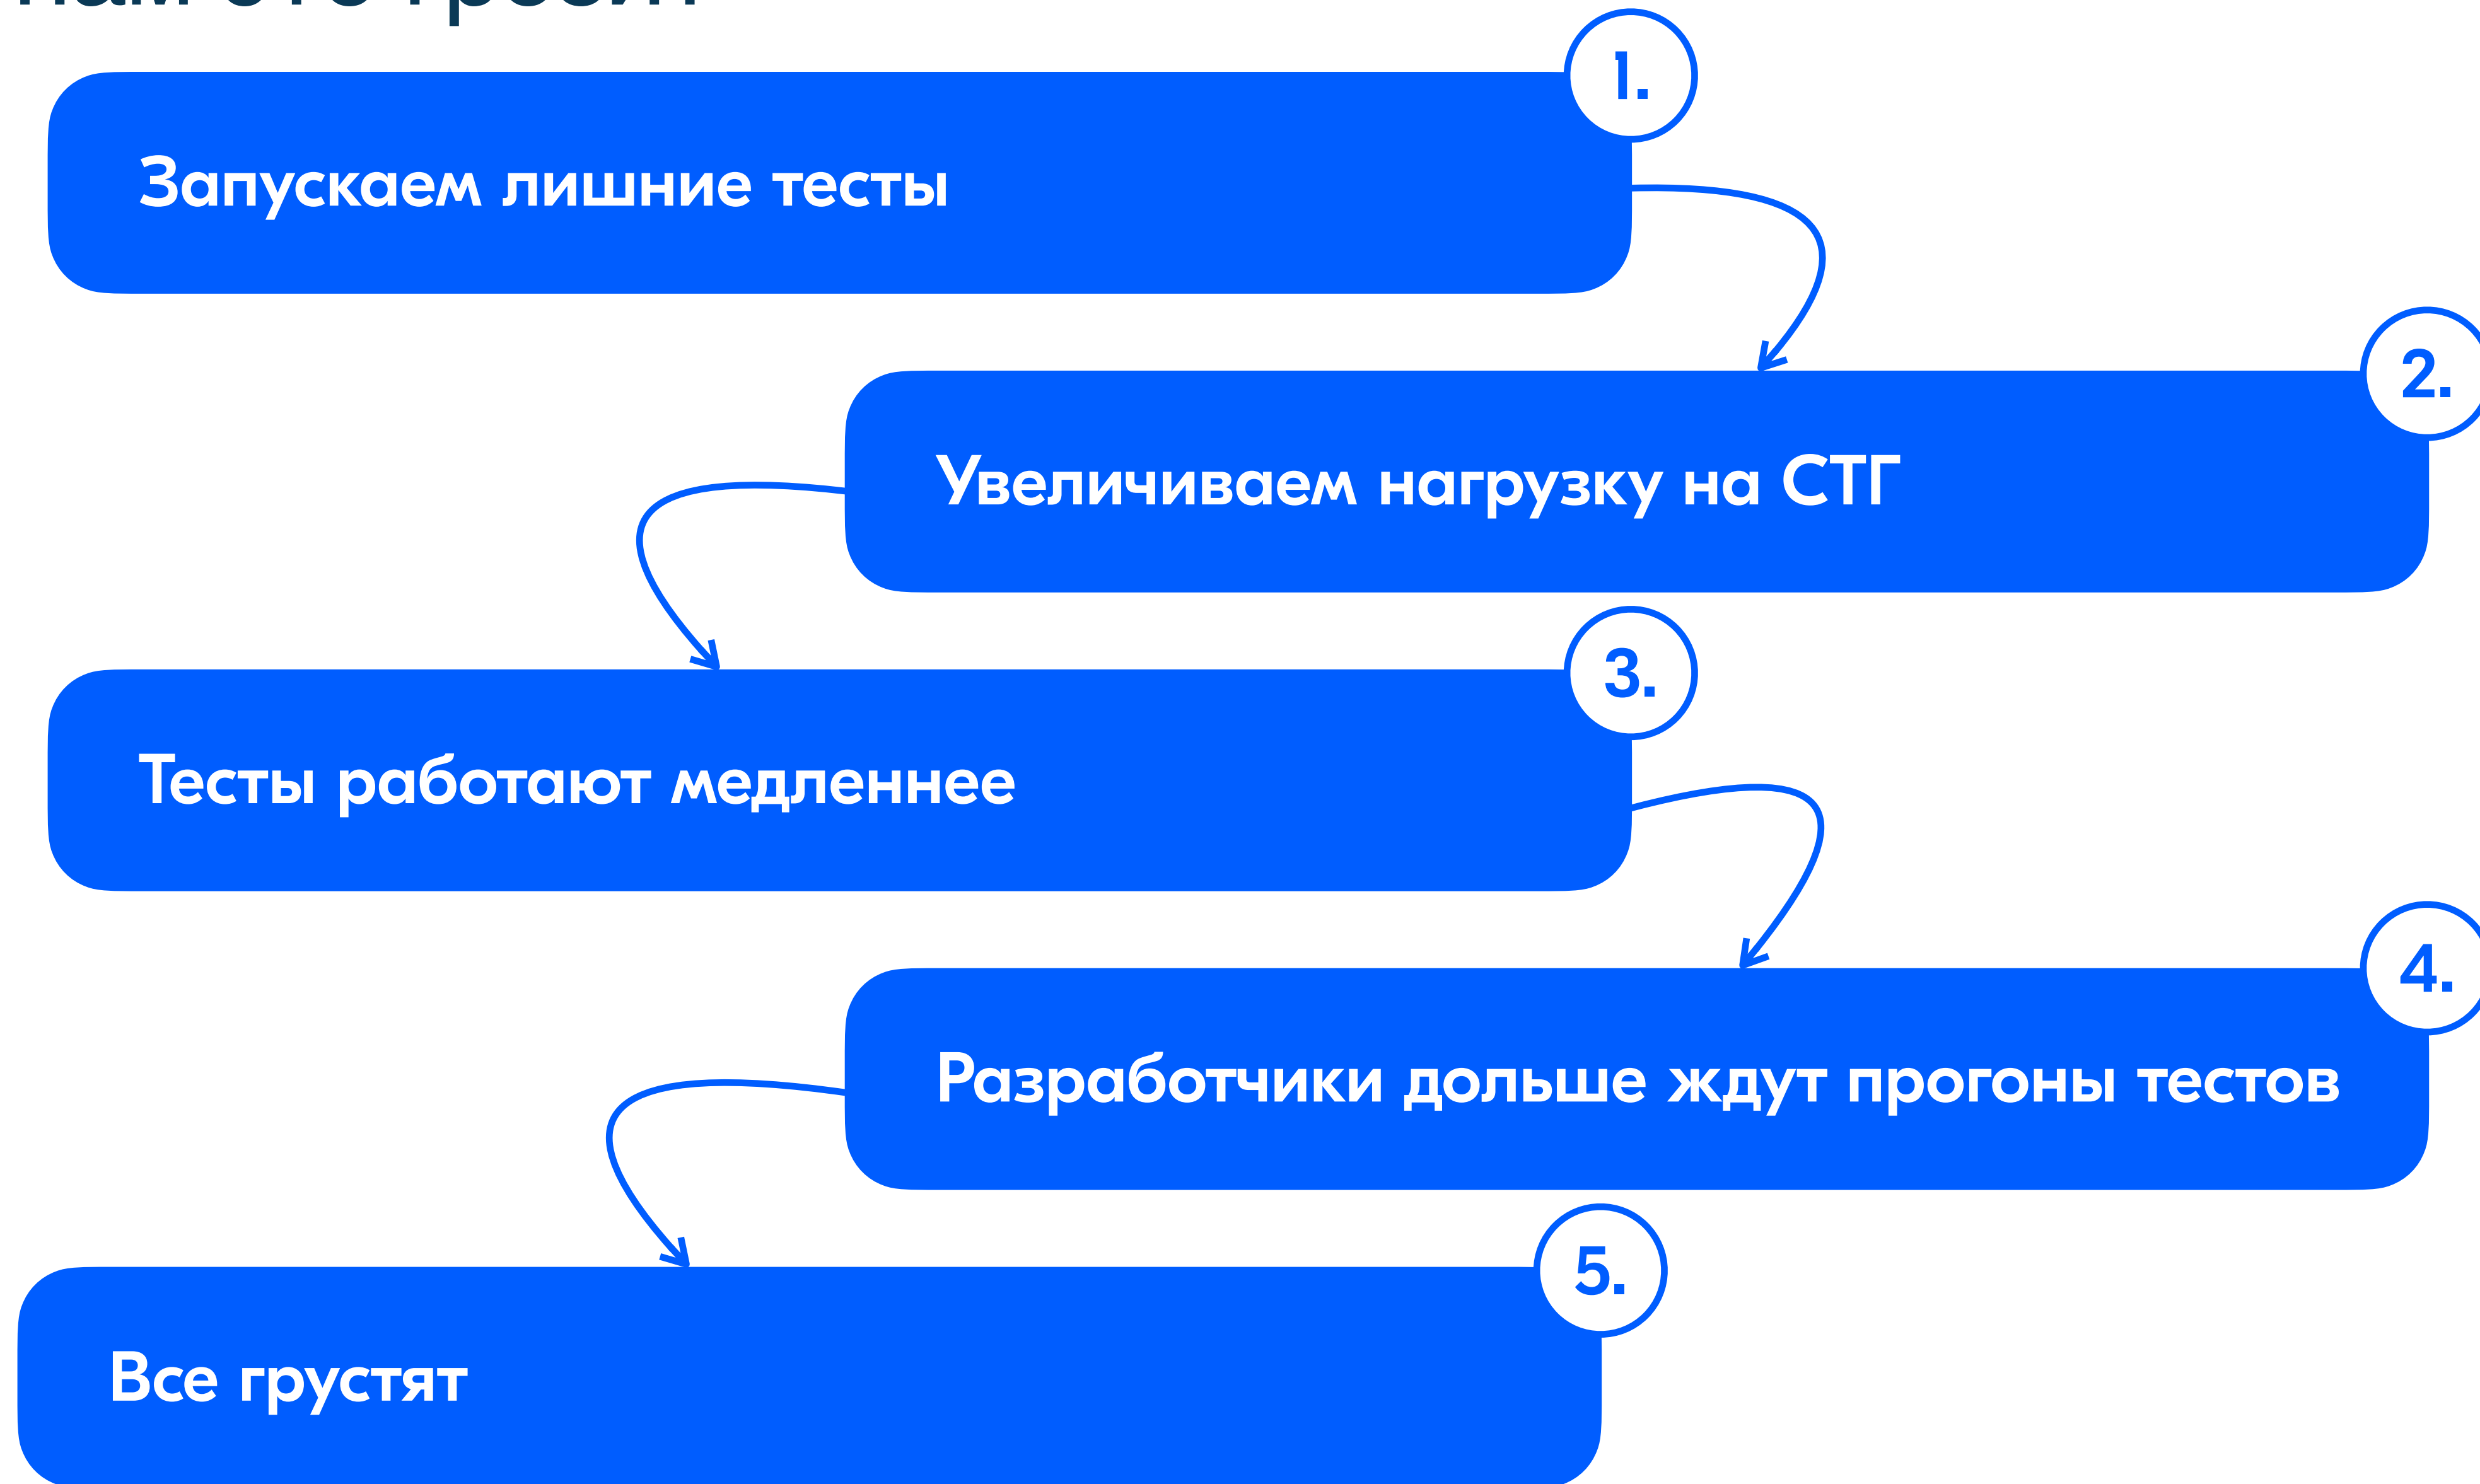 1.
Запускаем лишние тесты
2.
Увеличиваем нагрузку на СТГ
3.
Тесты работают медленнее
4.
Разработчики дольше ждут прогоны тестов
5.
Все грустят